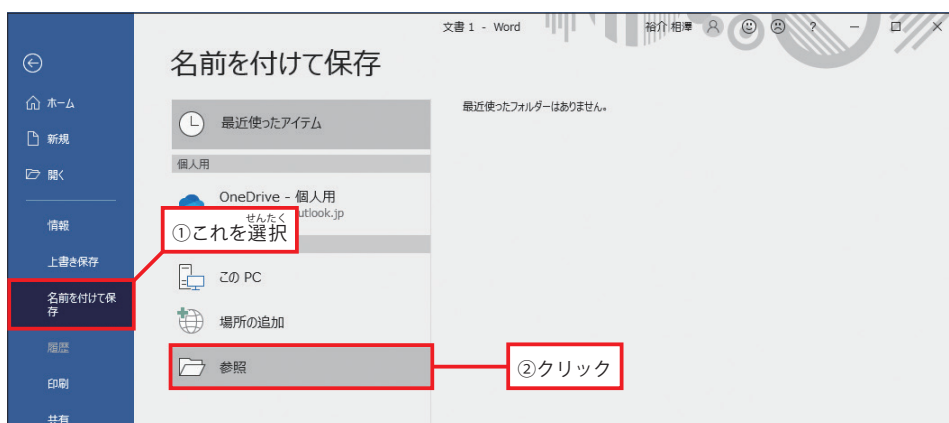 文書 1 - Word
裕介 相澤
?
名前を付けて保存
ホーム
新規
開く
情報
上書き保存
名前を付けて保
存
履歴
印刷
共有
最近使ったアイテム
個人用
OneDrive - 個人用
utlook.jp
せんたく
①これを選択
この PC
場所の追加
参照
②クリック
最近使ったフォルダーはありません。